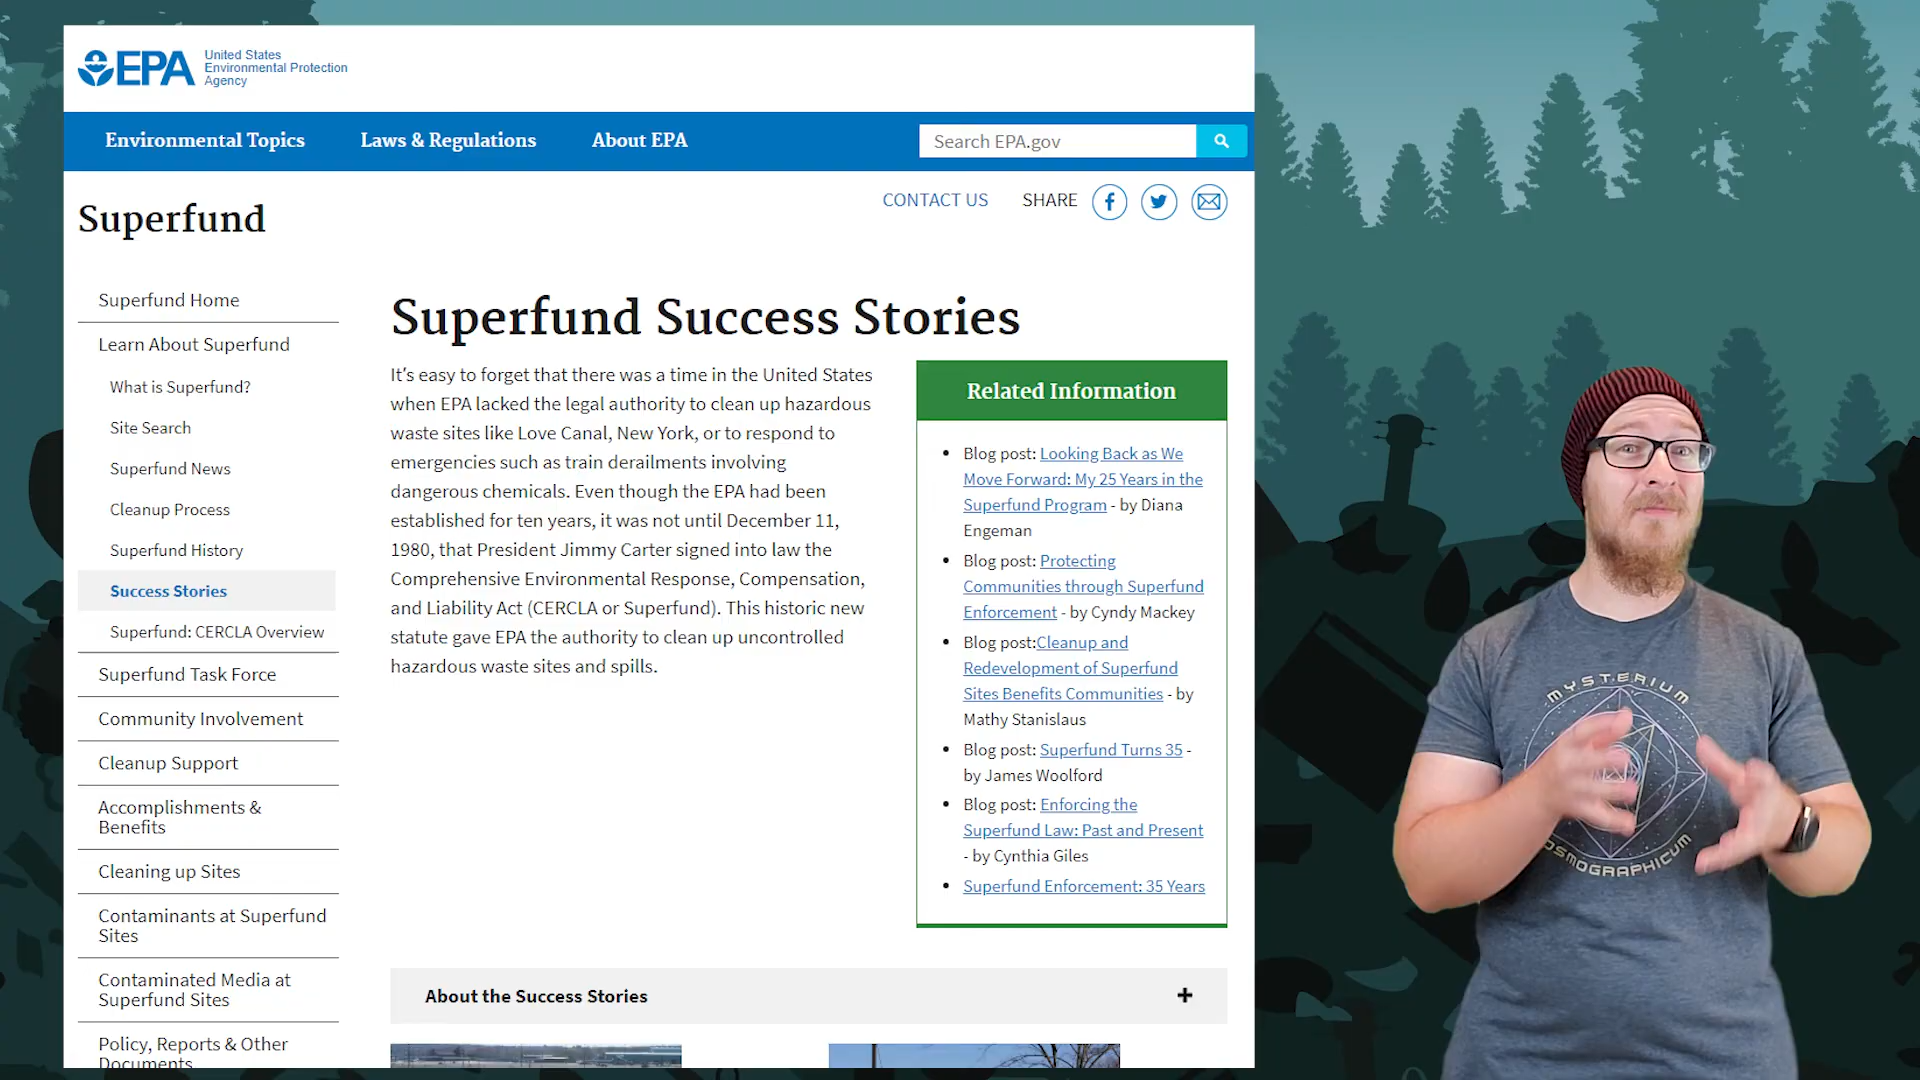 EPA
United States
Environmental Protection
Agency
Environmental Topics
Laws & Regulations
About EPA
Search EPA.gov
CONTACT US
SHARE
Superfund
Superfund Home
Learn About Superfund
What is Superfund?
Site Search
Superfund News
Cleanup Process
Superfund History
Success Stories
Superfund: CERCLA Overview
Superfund Task Force
Community Involvement
Cleanup Support
Accomplishments &
Benefits
Cleaning up Sites
Contaminants at Superfund
Sites
Contaminated Media at
Superfund Sites
Policy, Reports & Other
Documents
Superfund Success Stories
It's easy to forget that there was a time in the United States
when EPA lacked the legal authority to clean up hazardous
waste sites like Love Canal, New York, or to respond to
emergencies such as train derailments involving
dangerous chemicals. Even though the EPA had been
established for ten years, it was not until December 11,
1980, that President Jimmy Carter signed into law the
Comprehensive Environmental Response, Compensation,
and Liability Act (CERCLA or Superfund). This historic new
statute gave EPA the authority to clean up uncontrolled
hazardous waste sites and spills.
Related Information
• Blog post: Looking Back as We
Move Forward: My 25 Years in the
Superfund Program - by Diana
Engeman
• Blog post: Protecting
Communities through Superfund
Enforcement - by Cyndy Mackey
• Blog post:Cleanup and
Redevelopment of Superfund
Sites Benefits Communities - by
Mathy Stanislaus
• Blog post: Superfund Turns 35 -
by James Woolford
• Blog post: Enforcing the
Superfund Law: Past and Present
- by Cynthia Giles
• Superfund Enforcement: 35 Years
About the Success Stories +
MYSTERIUM
OSMOGRAPHICUM